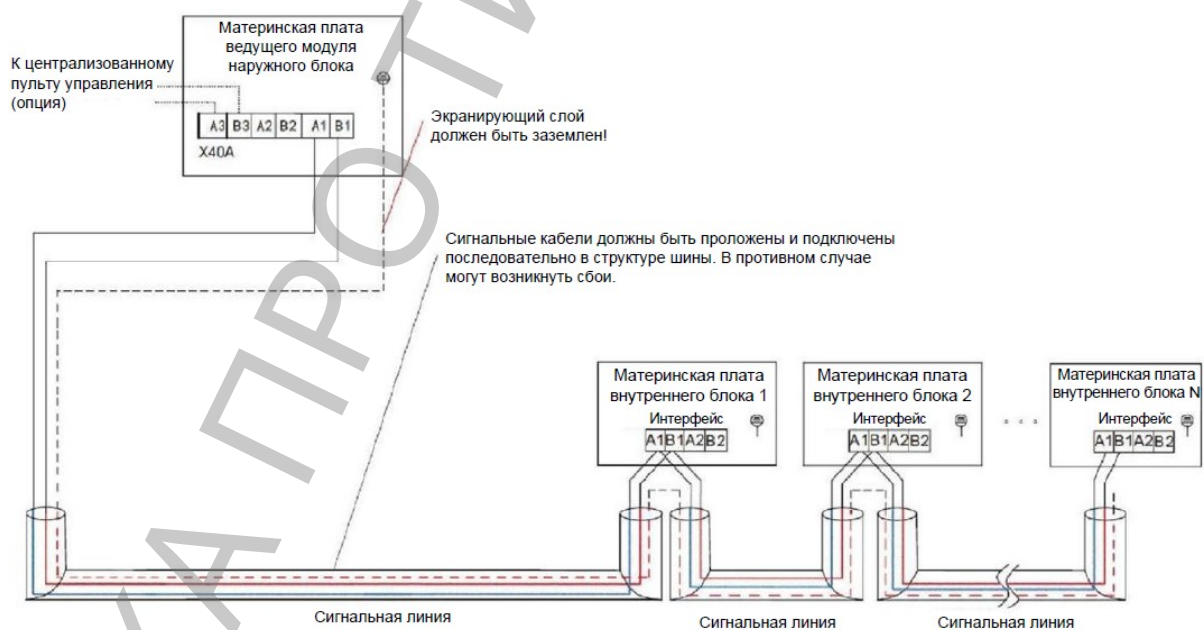 Материнская плата
ведущего модуля
наружного блока
К централизованному
пульту управления
(опция)
A3 B3 A2 B2 A1 B1
X40A
Экранирующий слой
должен быть заземлен!
Сигнальные кабели должны быть проложены и подключены
последовательно в структуре шины. В противном случае
могут возникнуть сбои.
Материнская плата
внутреннего блока 1
Интерфейс
A1 B1 A2 B2
Материнская плата
внутреннего блока 2
Интерфейс
A1 B1 A2 B2
Материнская плата
внутреннего блока N
Интерфейс
A1 B1 A2 B2
Сигнальная линия
Сигнальная линия
Сигнальная линия
КА ПРОТИ